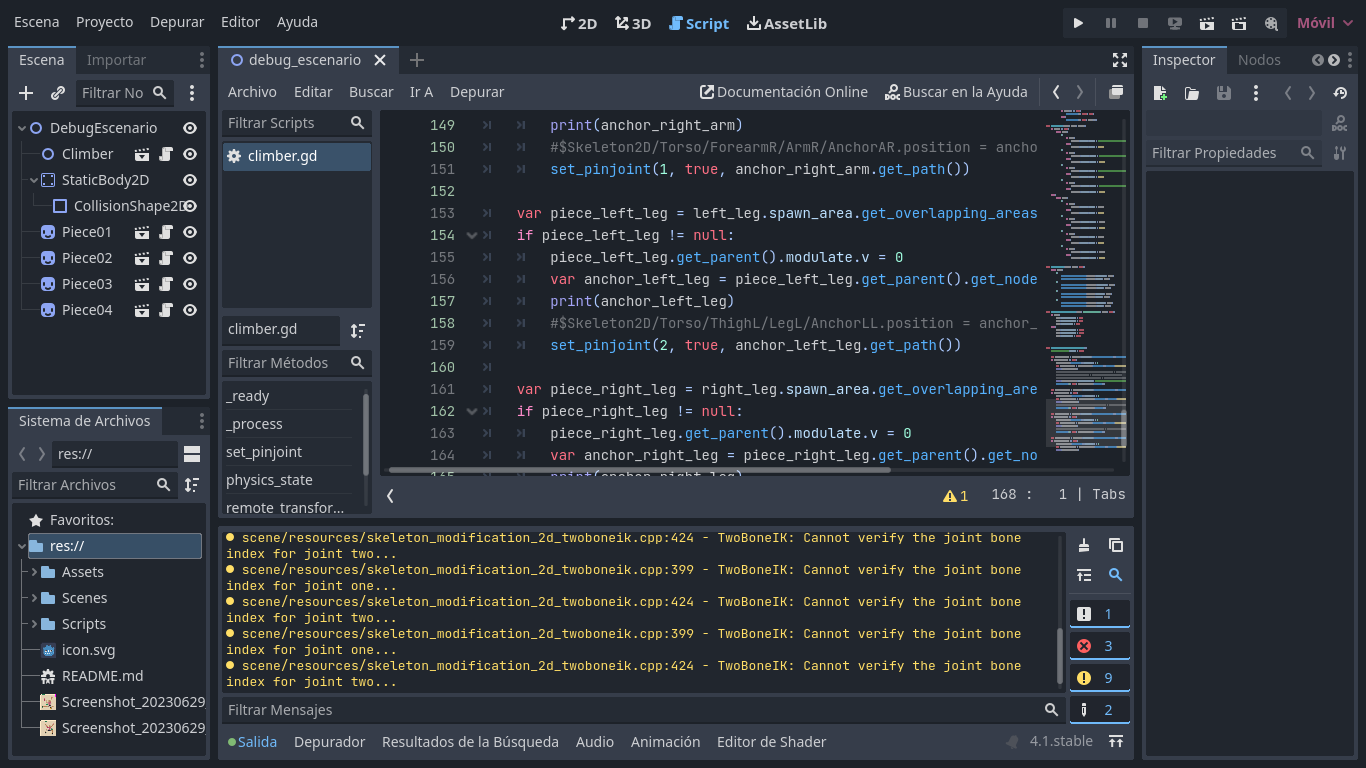 Escena Proyecto Depurar Editor Ayuda
2D 3D Script AssetLib
Móvil
Escena Importar
Filtrar No
DebugEscenario
Climber
StaticBody2D
CollisionShape2D
Piece01
Piece02
Piece03
Piece04
Sistema de Archivos
res://
Filtrar Archivos
Favoritos:
res://
Assets
Scenes
Scripts
icon.svg
README.md
Screenshot_20230629_
Screenshot_20230629_
debug_escenario
Archivo Editar Buscar Ir A Depurar
Documentación Online Buscar en la Ayuda
Filtrar Scripts
climber.gd
climber.gd
Filtrar Métodos
_ready
_process
set_pinjoint
physics_state
remote_transfor...
149 print(anchor_right_arm)
150 #$Skeleton2D/Torso/ForearmR/ArmR/AnchorAR.position = ancho
151 set_pinjoint(1, true, anchor_right_arm.get_path())
152
153 var piece_left_leg = left_leg.spawn_area.get_overlapping_areas
154 if piece_left_leg != null:
155 piece_left_leg.get_parent().modulate.v = 0
156 var anchor_left_leg = piece_left_leg.get_parent().get_node
157 print(anchor_left_leg)
158 #$Skeleton2D/Torso/ThighL/LegL/AnchorLL.position = anchor_
159 set_pinjoint(2, true, anchor_left_leg.get_path())
160
161 var piece_right_leg = right_leg.spawn_area.get_overlapping_are
162 if piece_right_leg != null:
163 piece_right_leg.get_parent().modulate.v = 0
164 var anchor_right_leg = piece_right_leg.get_parent().get_no
165 print(anchor_right_leg)
1 168 : 1 | Tabs
scene/resources/skeleton_modification_2d_twoboneik.cpp:424 - TwoBoneIK: Cannot verify the joint bone
index for joint two...
scene/resources/skeleton_modification_2d_twoboneik.cpp:399 - TwoBoneIK: Cannot verify the joint bone
index for joint one...
scene/resources/skeleton_modification_2d_twoboneik.cpp:424 - TwoBoneIK: Cannot verify the joint bone
index for joint two...
scene/resources/skeleton_modification_2d_twoboneik.cpp:399 - TwoBoneIK: Cannot verify the joint bone
index for joint one...
scene/resources/skeleton_modification_2d_twoboneik.cpp:424 - TwoBoneIK: Cannot verify the joint bone
index for joint two...
1
3
9
2
Filtrar Mensajes
Salida Depurador Resultados de la Búsqueda Audio Animación Editor de Shader
4.1.stable
Inspector Nodos
Filtrar Propiedades